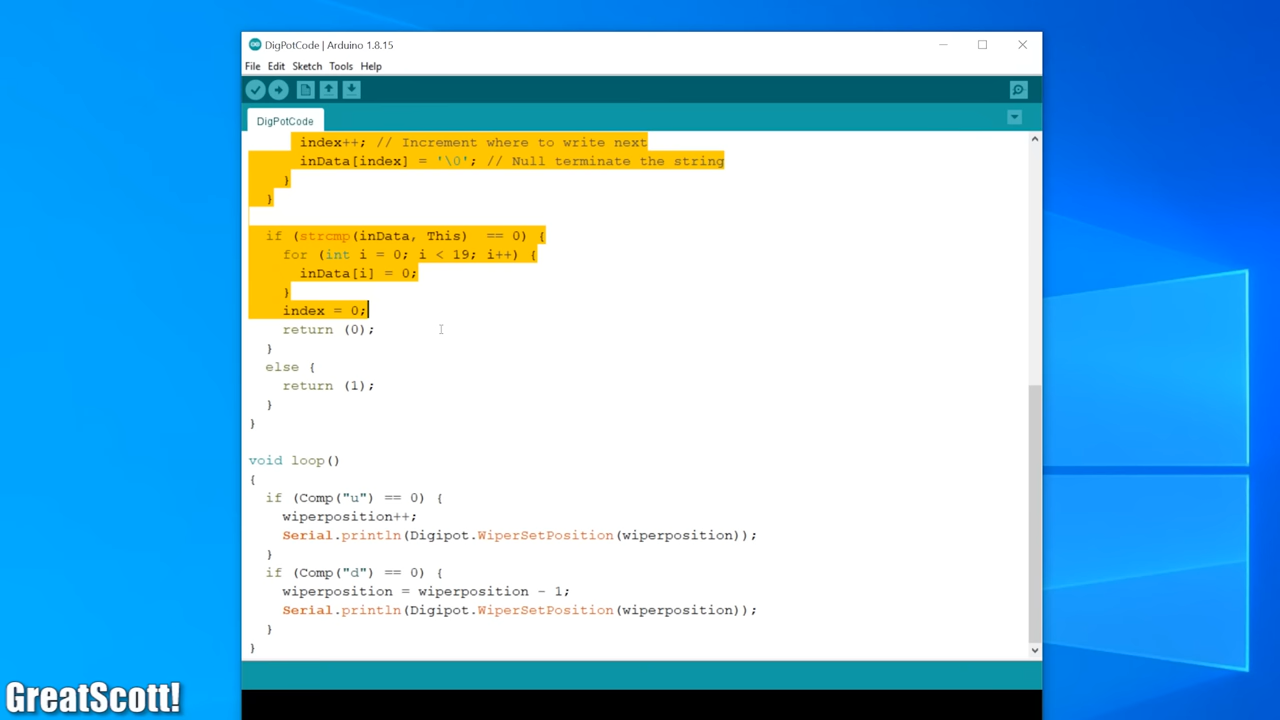 DigPotCode | Arduino 1.8.15
File Edit Sketch Tools Help
DigPotCode
index++; // Increment where to write next
inData[index] = '\0'; // Null terminate the string
}
}
if (strcmp(inData, This)  == 0) {
for (int i = 0; i < 19; i++) {
inData[i] = 0;
}
index = 0;
return (0);
}
else {
return (1);
}
}
void loop()
{
if (Comp("u") == 0) {
wiperposition++;
Serial.println(Digipot.WiperSetPosition(wiperposition));
}
if (Comp("d") == 0) {
wiperposition = wiperposition - 1;
Serial.println(Digipot.WiperSetPosition(wiperposition));
}
}
GreatScott!